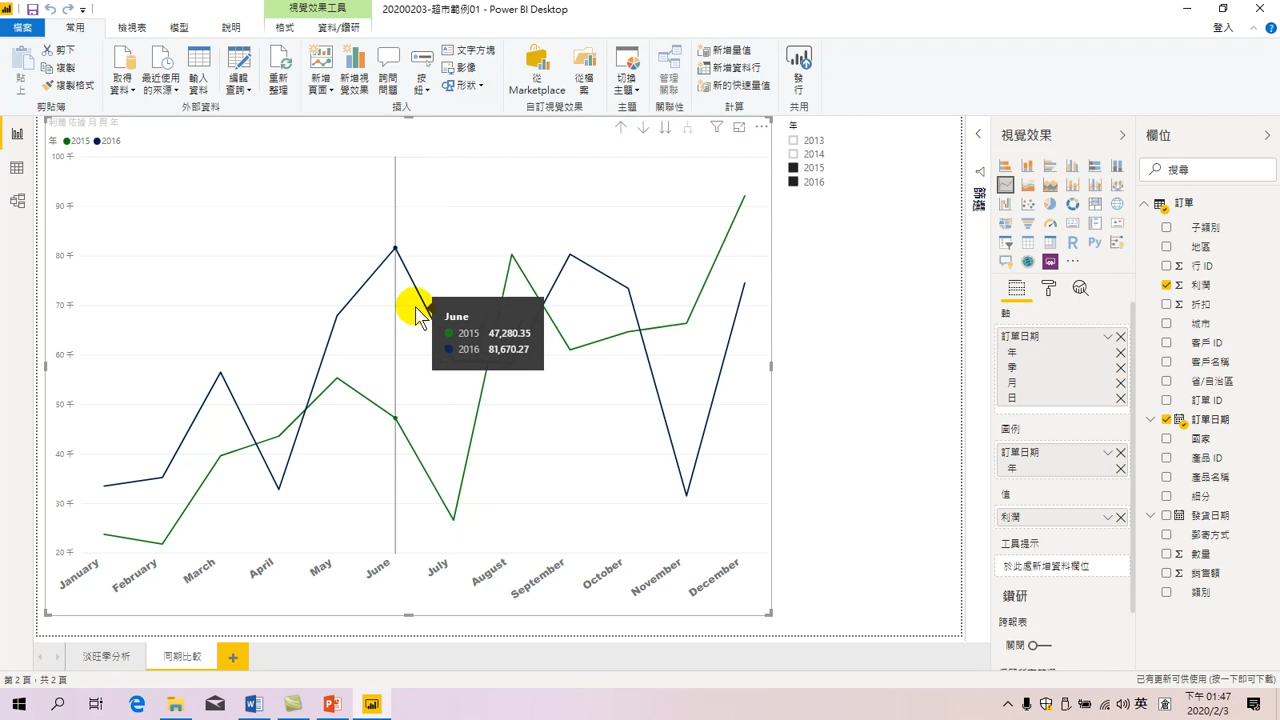 20200203-超市範例01 - Power BI Desktop
視覺效果工具
檔案
常用
檢視表
模型
說明
格式
資料/鑽研
登入
貼上
剪下
複製
複製格式
剪貼簿
取得資料
最近使用的來源
輸入資料
編輯查詢
重新整理
外部資料
新增頁面
新增視覺效果
詢問問題
按鈕
文字方塊
影像
形狀
插入
從 Marketplace
從檔案
自訂視覺效果
切換主題
主題
管理關聯
關聯性
新增量值
新增資料行
新的快速量值
計算
發行
共用
利潤 依據 月 與 年
年 2015 2016
100 千
90 千
80 千
70 千
60 千
50 千
40 千
30 千
20 千
June
2015 47,280.35
2016 81,670.27
January
February
March
April
May
June
July
August
September
October
November
December
年
2013
2014
2015
2016
篩選
視覺效果
R
Py
軸
訂單日期
年
季
月
日
圖例
訂單日期
年
值
利潤
工具提示
於此處新增資料欄位
鑽研
跨報表
關閉
欄位
搜尋
訂單
子類別
地區
行 ID
利潤
折扣
城市
客戶 ID
客戶名稱
省/自治區
訂單 ID
訂單日期
國家
產品 ID
產品名稱
細分
發貨日期
郵寄方式
數量
銷售額
類別
淡旺季分析
同期比較
第 2 頁，共 2 頁
已有更新可供使用 (按一下即可下載)
英
下午 01:47
2020/2/3